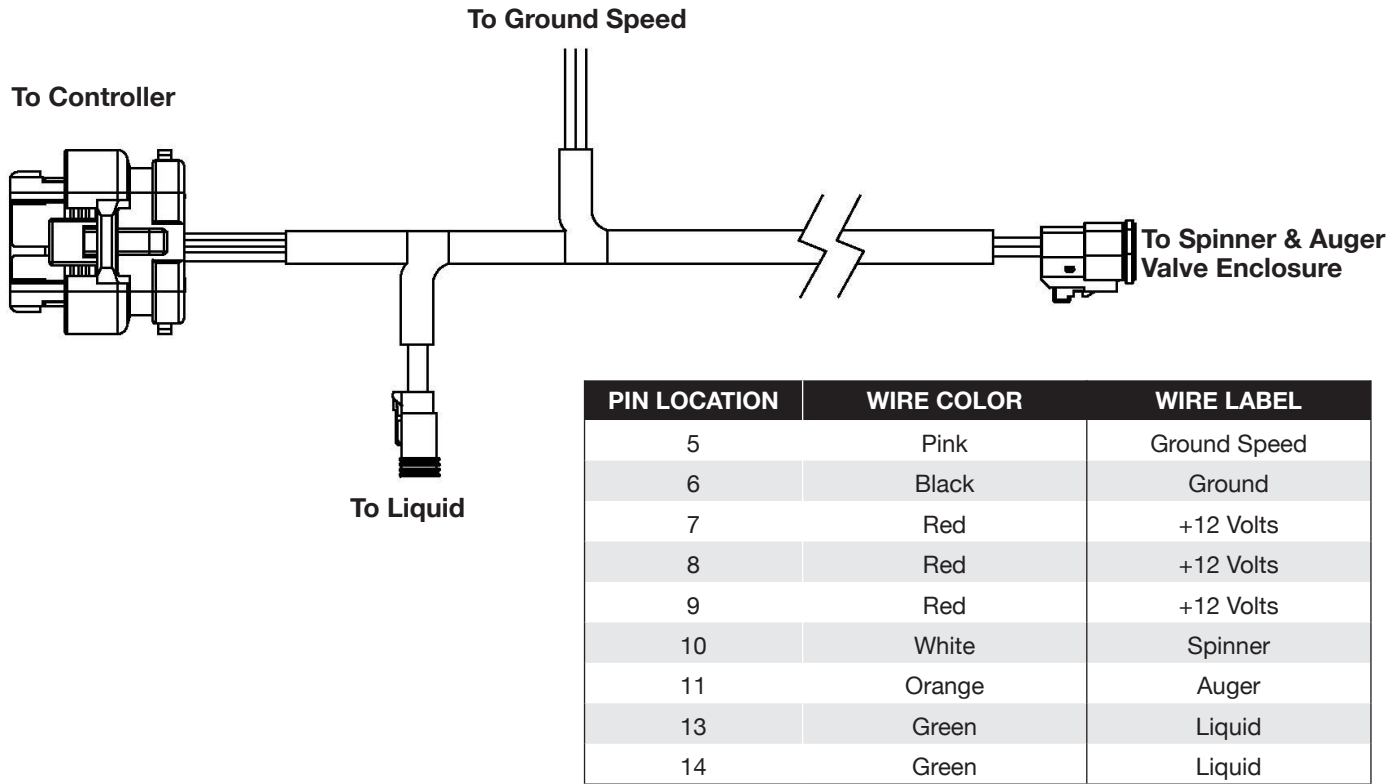 To Ground Speed
To Controller
To Spinner & Auger
Valve Enclosure
To Liquid
PIN LOCATION WIRE COLOR WIRE LABEL
5 Pink Ground Speed
6 Black Ground
7 Red +12 Volts
8 Red +12 Volts
9 Red +12 Volts
10 White Spinner
11 Orange Auger
13 Green Liquid
14 Green Liquid